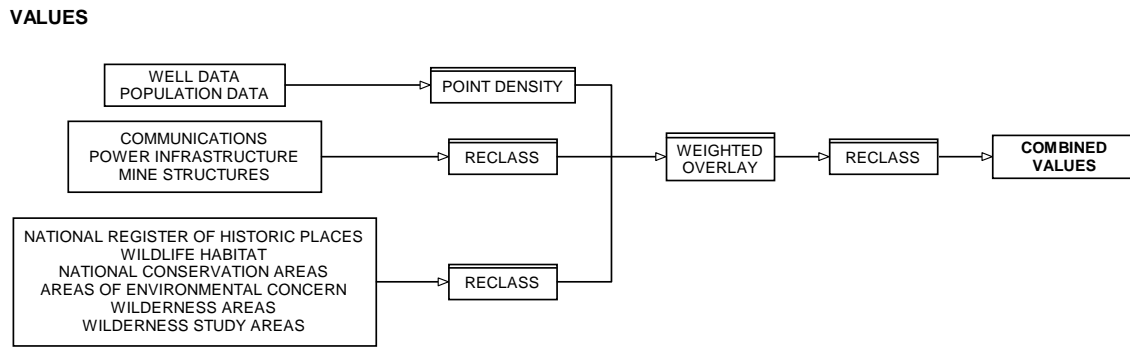 VALUES
WELL DATA
POPULATION DATA
POINT DENSITY
COMMUNICATIONS
POWER INFRASTRUCTURE
MINE STRUCTURES
RECLASS
WEIGHTED
OVERLAY
RECLASS
COMBINED
VALUES
NATIONAL REGISTER OF HISTORIC PLACES
WILDLIFE HABITAT
NATIONAL CONSERVATION AREAS
AREAS OF ENVIRONMENTAL CONCERN
WILDERNESS AREAS
WILDERNESS STUDY AREAS
RECLASS